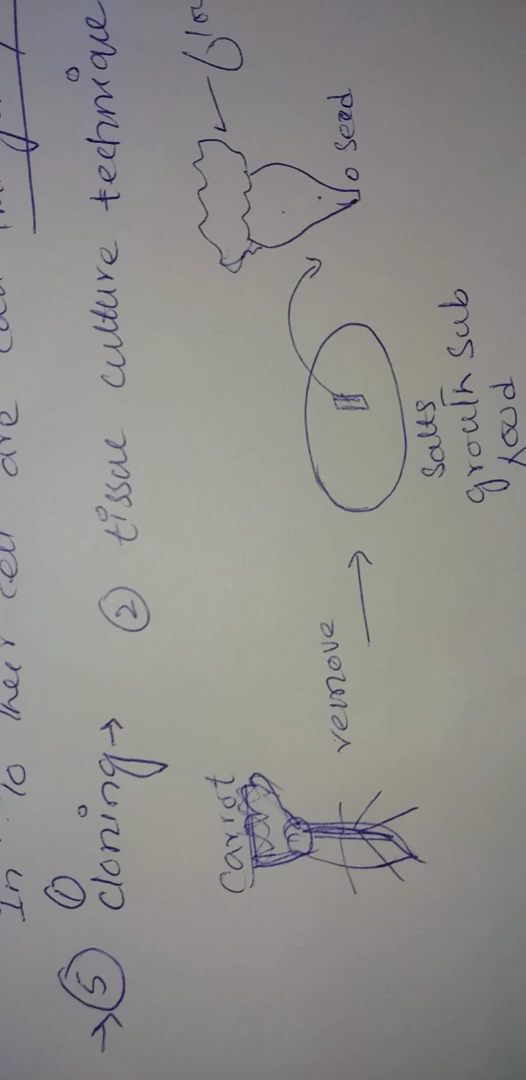 In to their cell are
→ ⑤ ① cloning → ② tissue culture technique
carrot
remove →
salts
growth sub
food
seed